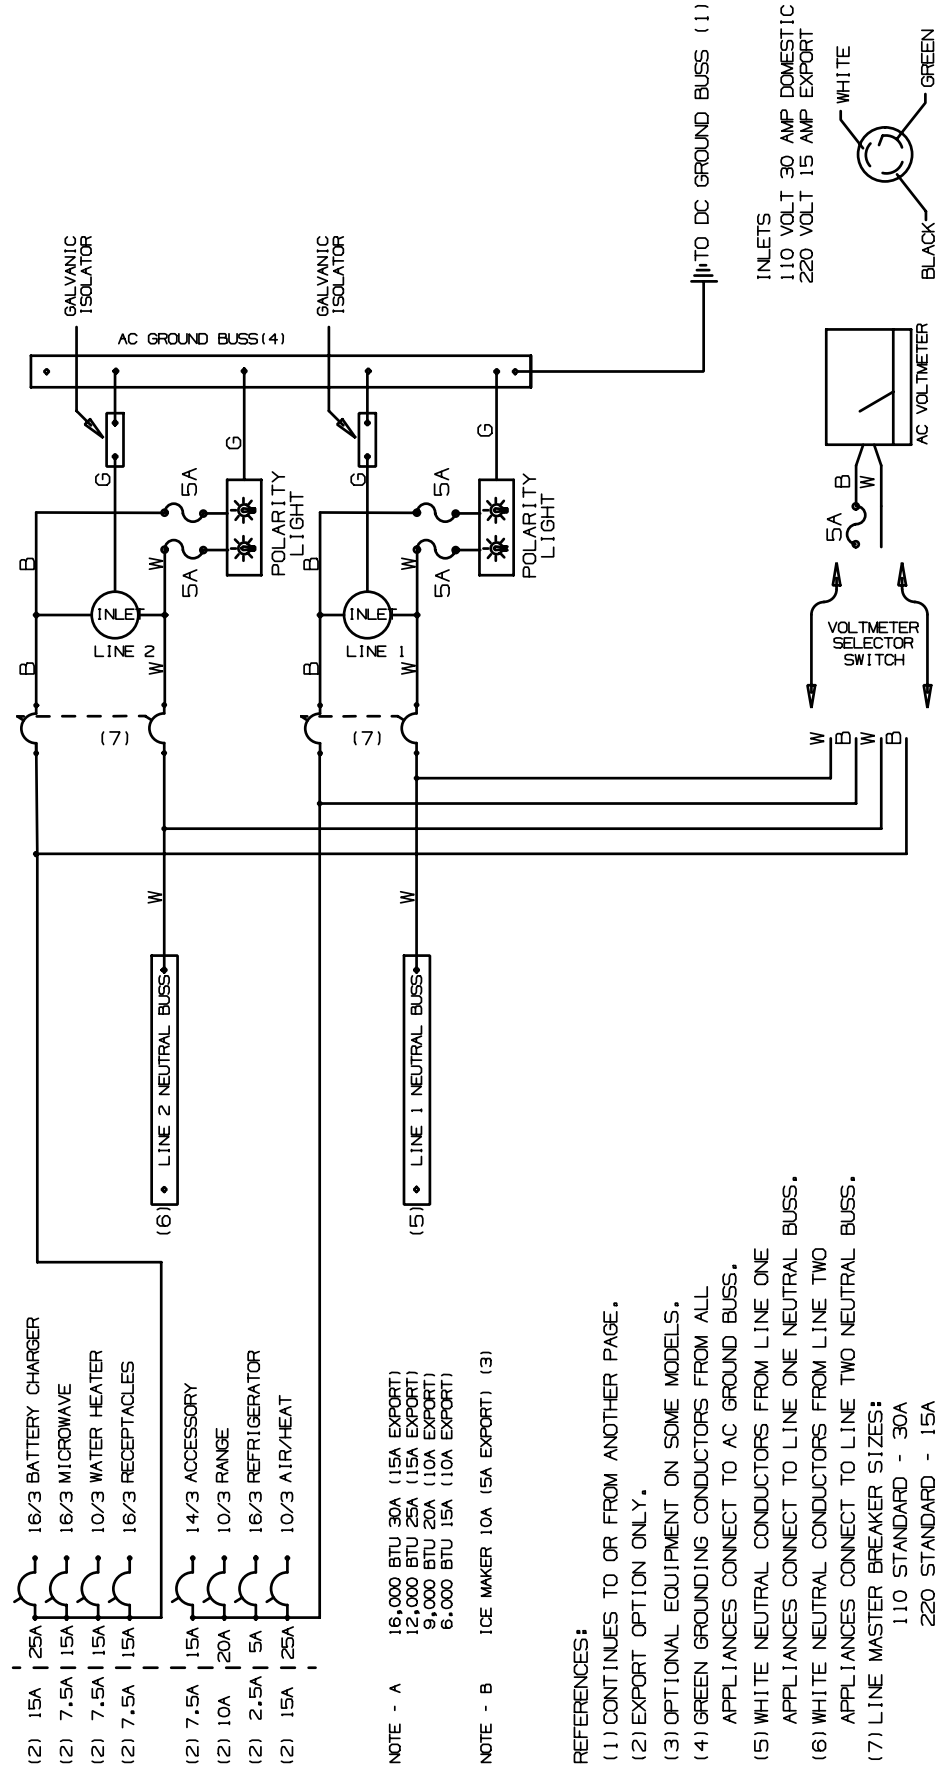 (2) 15A 25A 16/3 BATTERY CHARGER
(2) 7.5A 15A 16/3 MICROWAVE
(2) 7.5A 15A 10/3 WATER HEATER
(2) 7.5A 15A 16/3 RECEPTACLES
(2) 7.5A 15A 14/3 ACCESSORY
(2) 10A 20A 10/3 RANGE
(2) 2.5A 5A 16/3 REFRIGERATOR
(2) 15A 25A 10/3 AIR/HEAT
NOTE - A 16,000 BTU 30A (15A EXPORT)
12,000 BTU 25A (15A EXPORT)
9,000 BTU 20A (10A EXPORT)
6,000 BTU 15A (10A EXPORT)
NOTE - B ICE MAKER 10A (5A EXPORT) (3)
REFERENCES:
(1) CONTINUES TO OR FROM ANOTHER PAGE.
(2) EXPORT OPTION ONLY.
(3) OPTIONAL EQUIPMENT ON SOME MODELS.
(4) GREEN GROUNDING CONDUCTORS FROM ALL
APPLIANCES CONNECT TO AC GROUND BUSS.
(5) WHITE NEUTRAL CONDUCTORS FROM LINE ONE
APPLIANCES CONNECT TO LINE ONE NEUTRAL BUSS.
(6) WHITE NEUTRAL CONDUCTORS FROM LINE TWO
APPLIANCES CONNECT TO LINE TWO NEUTRAL BUSS.
(7) LINE MASTER BREAKER SIZES:
110 STANDARD - 30A
220 STANDARD - 15A
(6)
LINE 2 NEUTRAL BUSS
W
(5)
LINE 1 NEUTRAL BUSS
W
(7)
B
B
W
W
INLET
LINE 2
G
5A
5A
G
POLARITY
LIGHT
GALVANIC
ISOLATOR
AC GROUND BUSS(4)
(7)
B
B
W
W
INLET
LINE 1
G
5A
5A
G
POLARITY
LIGHT
GALVANIC
ISOLATOR
TO DC GROUND BUSS (1)
W
B
W
B
VOLTMETER
SELECTOR
SWITCH
5A
B
W
AC VOLTMETER
INLETS
110 VOLT 30 AMP DOMESTIC
220 VOLT 15 AMP EXPORT
WHITE
BLACK
GREEN